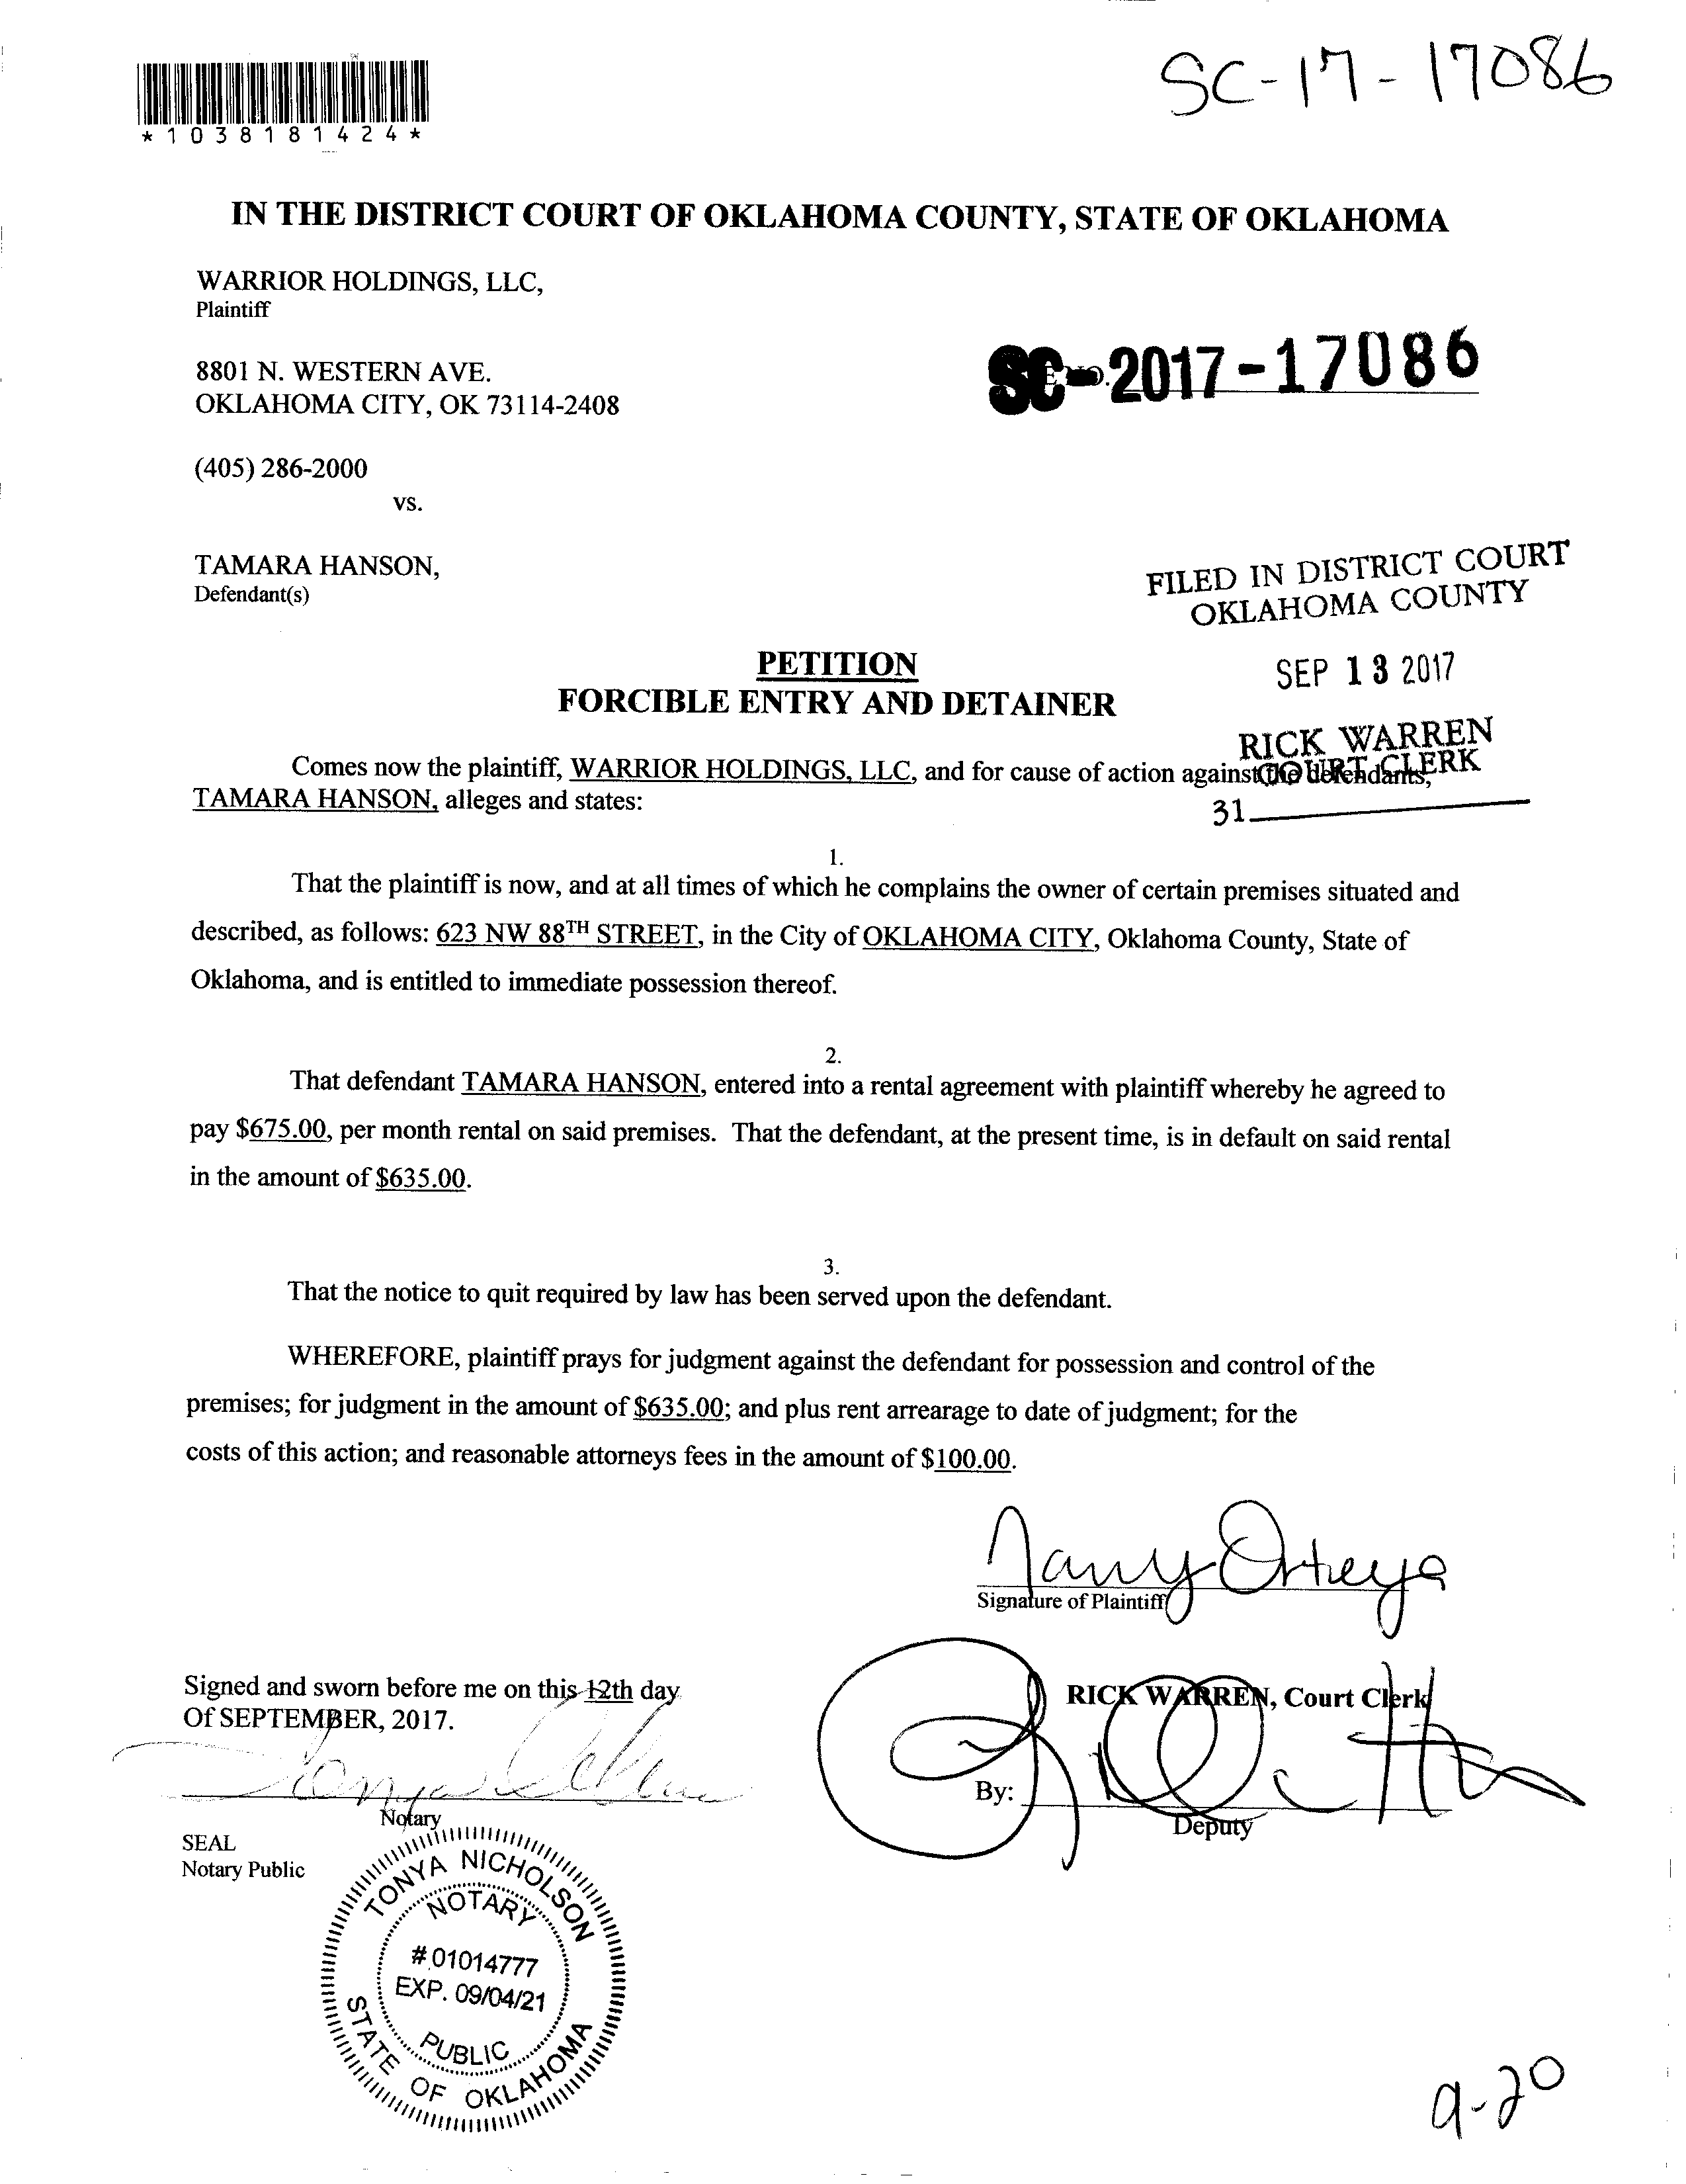 SC-17-17086
*1038181424*
IN THE DISTRICT COURT OF OKLAHOMA COUNTY, STATE OF OKLAHOMA
WARRIOR HOLDINGS, LLC,
Plaintiff
8801 N. WESTERN AVE.
OKLAHOMA CITY, OK 73114-2408
SC-2017-17086
(405) 286-2000
vs.
TAMARA HANSON,
Defendant(s)
FILED IN DISTRICT COURT
OKLAHOMA COUNTY
SEP 13 2017
RICK WARREN
COURT CLERK
31
PETITION
FORCIBLE ENTRY AND DETAINER
Comes now the plaintiff, WARRIOR HOLDINGS, LLC, and for cause of action against the defendants,
TAMARA HANSON, alleges and states:
1.
That the plaintiff is now, and at all times of which he complains the owner of certain premises situated and
described, as follows: 623 NW 88TH STREET, in the City of OKLAHOMA CITY, Oklahoma County, State of
Oklahoma, and is entitled to immediate possession thereof.
2.
That defendant TAMARA HANSON, entered into a rental agreement with plaintiff whereby he agreed to
pay $675.00, per month rental on said premises. That the defendant, at the present time, is in default on said rental
in the amount of $635.00.
3.
That the notice to quit required by law has been served upon the defendant.
WHEREFORE, plaintiff prays for judgment against the defendant for possession and control of the
premises; for judgment in the amount of $635.00; and plus rent arrearage to date of judgment; for the
costs of this action; and reasonable attorneys fees in the amount of $100.00.
Signature of Plaintiff
Signed and sworn before me on this 12th day
Of SEPTEMBER, 2017.
RICK WARREN, Court Clerk
By:
Deputy
Notary
SEAL
Notary Public
TONYA NICHOLSON
NOTARY
# 01014777
EXP. 09/04/21
PUBLIC
STATE OF OKLAHOMA
9-20